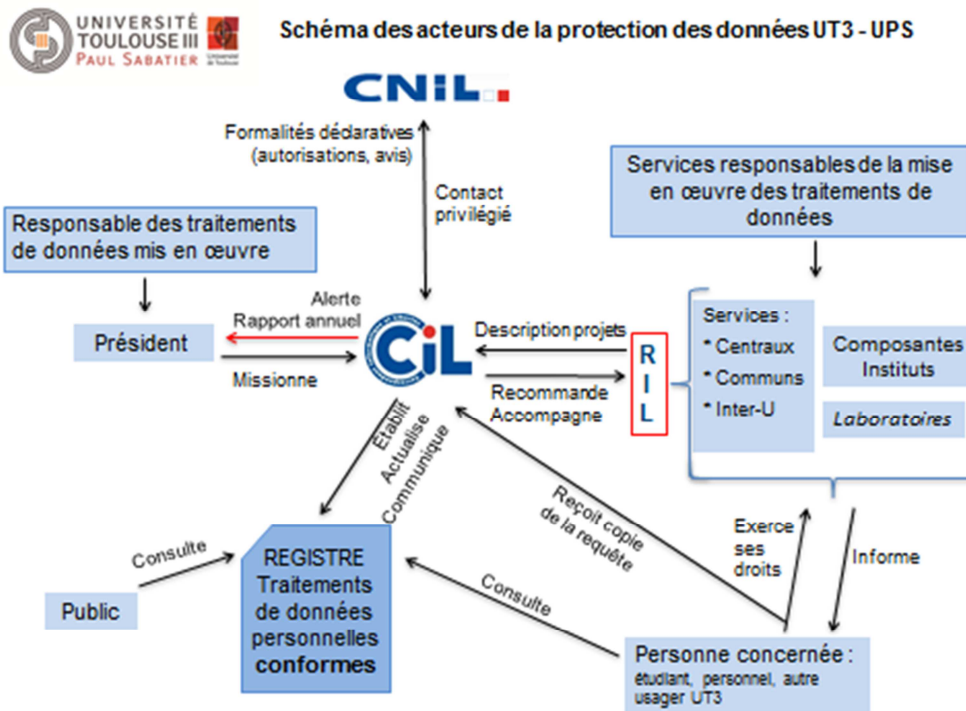 UNIVERSITÉ
TOULOUSE III
PAUL SABATIER
Université
de Toulouse
Schéma des acteurs de la protection des données UT3 - UPS
CNIL
Formalités déclaratives
(autorisations, avis)
Contact
privilégié
Services responsables de la mise
en œuvre des traitements de
données
Responsable des traitements
de données mis en œuvre
Alerte
Rapport annuel
Président
Missionne
CiL
Description projets
Recommande
Accompagne
R
I
L
Services :
* Centraux
* Communs
* Inter-U
Composantes
Instituts
Laboratoires
Etablit
Actualise
Communique
Reçoit copie
de la requête
Exerce
ses
droits
Informe
Consulte
Public
REGISTRE
Traitements
de données
personnelles
conformes
Consulte
Personne concernée :
étudiant, personnel, autre
usager UT3